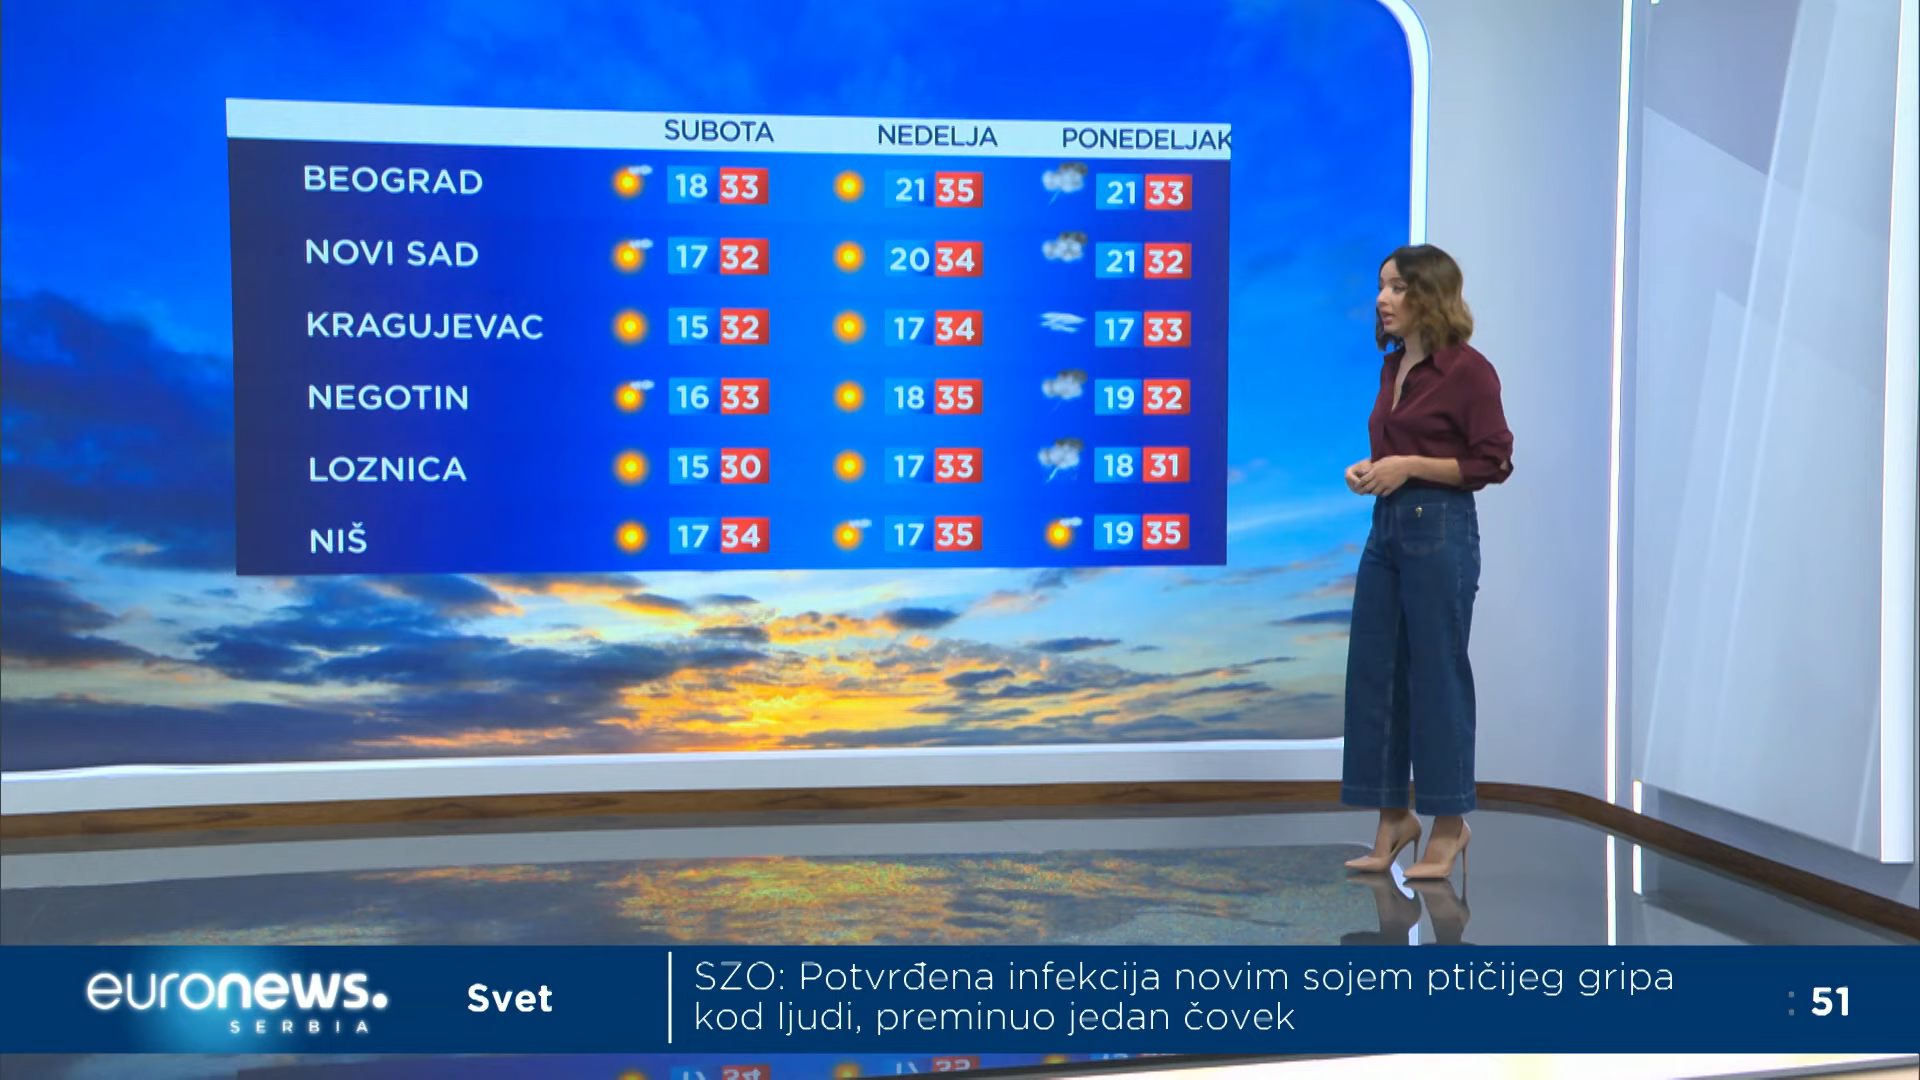 SUBOTA NEDELJA PONEDELJAK
BEOGRAD 18 33 21 35 21 33
NOVI SAD 17 32 20 34 21 32
KRAGUJEVAC 15 32 17 34 17 33
NEGOTIN 16 33 18 35 19 32
LOZNICA 15 30 17 33 18 31
NIŠ 17 34 17 35 19 35
euronews.
SERBIA
Svet
SZO: Potvrđena infekcija novim sojem ptičijeg gripa
kod ljudi, preminuo jedan čovek
:51